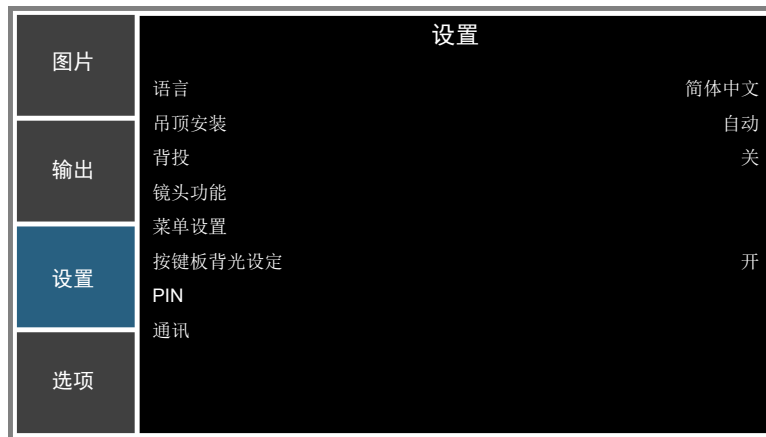 图片
输出
设置
选项
设置
语言 简体中文
吊顶安装 自动
背投 关
镜头功能
菜单设置
按键板背光设定 开
PIN
通讯